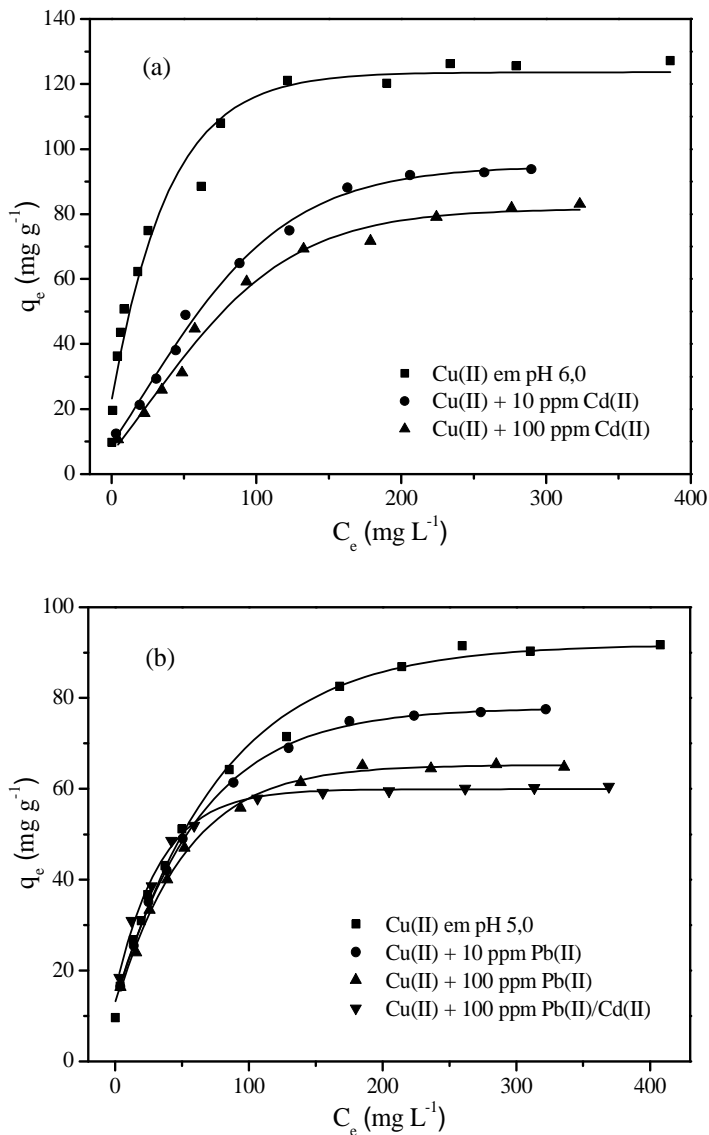 140
120
100
80
60
40
20
0
q_e (mg g^-1)
(a)
Cu(II) em pH 6,0
Cu(II) + 10 ppm Cd(II)
Cu(II) + 100 ppm Cd(II)
0 100 200 300 400
C_e (mg L^-1)
100
80
60
40
20
0
q_e (mg g^-1)
(b)
Cu(II) em pH 5,0
Cu(II) + 10 ppm Pb(II)
Cu(II) + 100 ppm Pb(II)
Cu(II) + 100 ppm Pb(II)/Cd(II)
0 100 200 300 400
C_e (mg L^-1)